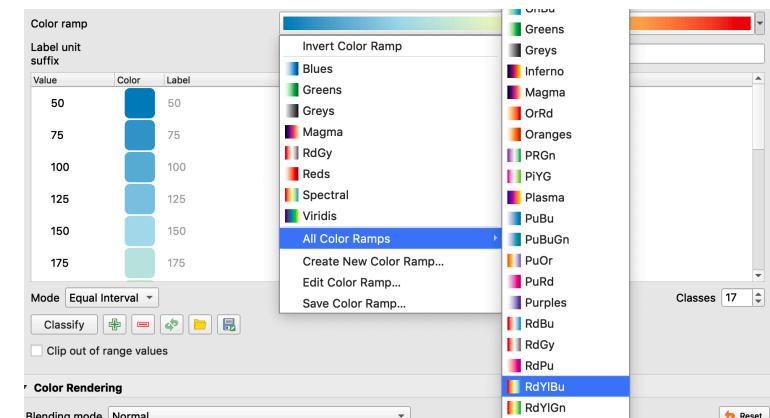 Color ramp
Label unit
suffix
Value Color Label
50 50
75 75
100 100
125 125
150 150
175 175
Mode Equal Interval
Classes 17
Classify
Clip out of range values
Color Rendering
Blending mode Normal
Reset
Invert Color Ramp
Blues
Greens
Greys
Magma
RdGy
Reds
Spectral
Viridis
All Color Ramps
Create New Color Ramp...
Edit Color Ramp...
Save Color Ramp...
GnBu
Greens
Greys
Inferno
Magma
OrRd
Oranges
PRGn
PiYG
Plasma
PuBu
PuBuGn
PuOr
PuRd
Purples
RdBu
RdGy
RdPu
RdYlBu
RdYlGn